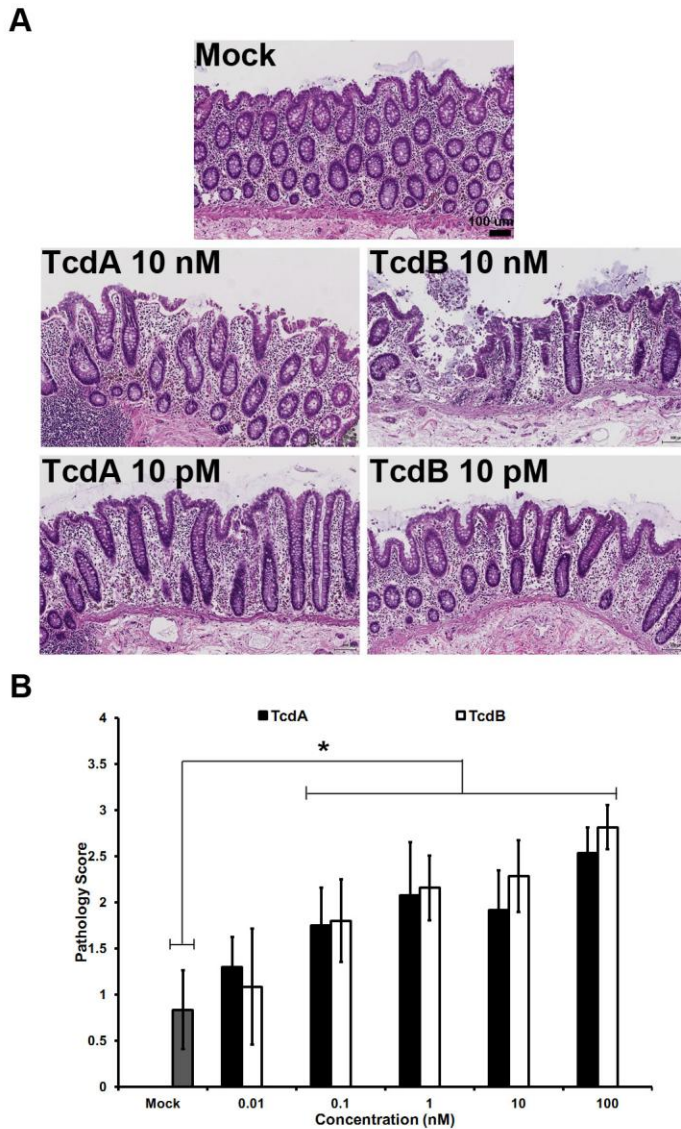 A
Mock
100 um
TcdA 10 nM
TcdB 10 nM
TcdA 10 pM
TcdB 10 pM
B
TcdA
TcdB
*
4
3.5
3
2.5
2
1.5
1
0.5
0
Pathology Score
Mock
0.01
0.1
1
10
100
Concentration (nM)